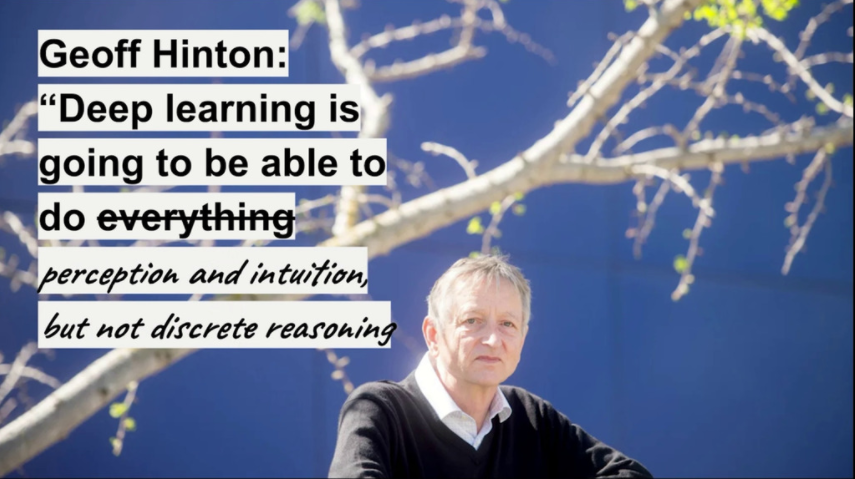 Geoff Hinton:
“Deep learning is
going to be able to
do everything
perception and intuition,
but not discrete reasoning